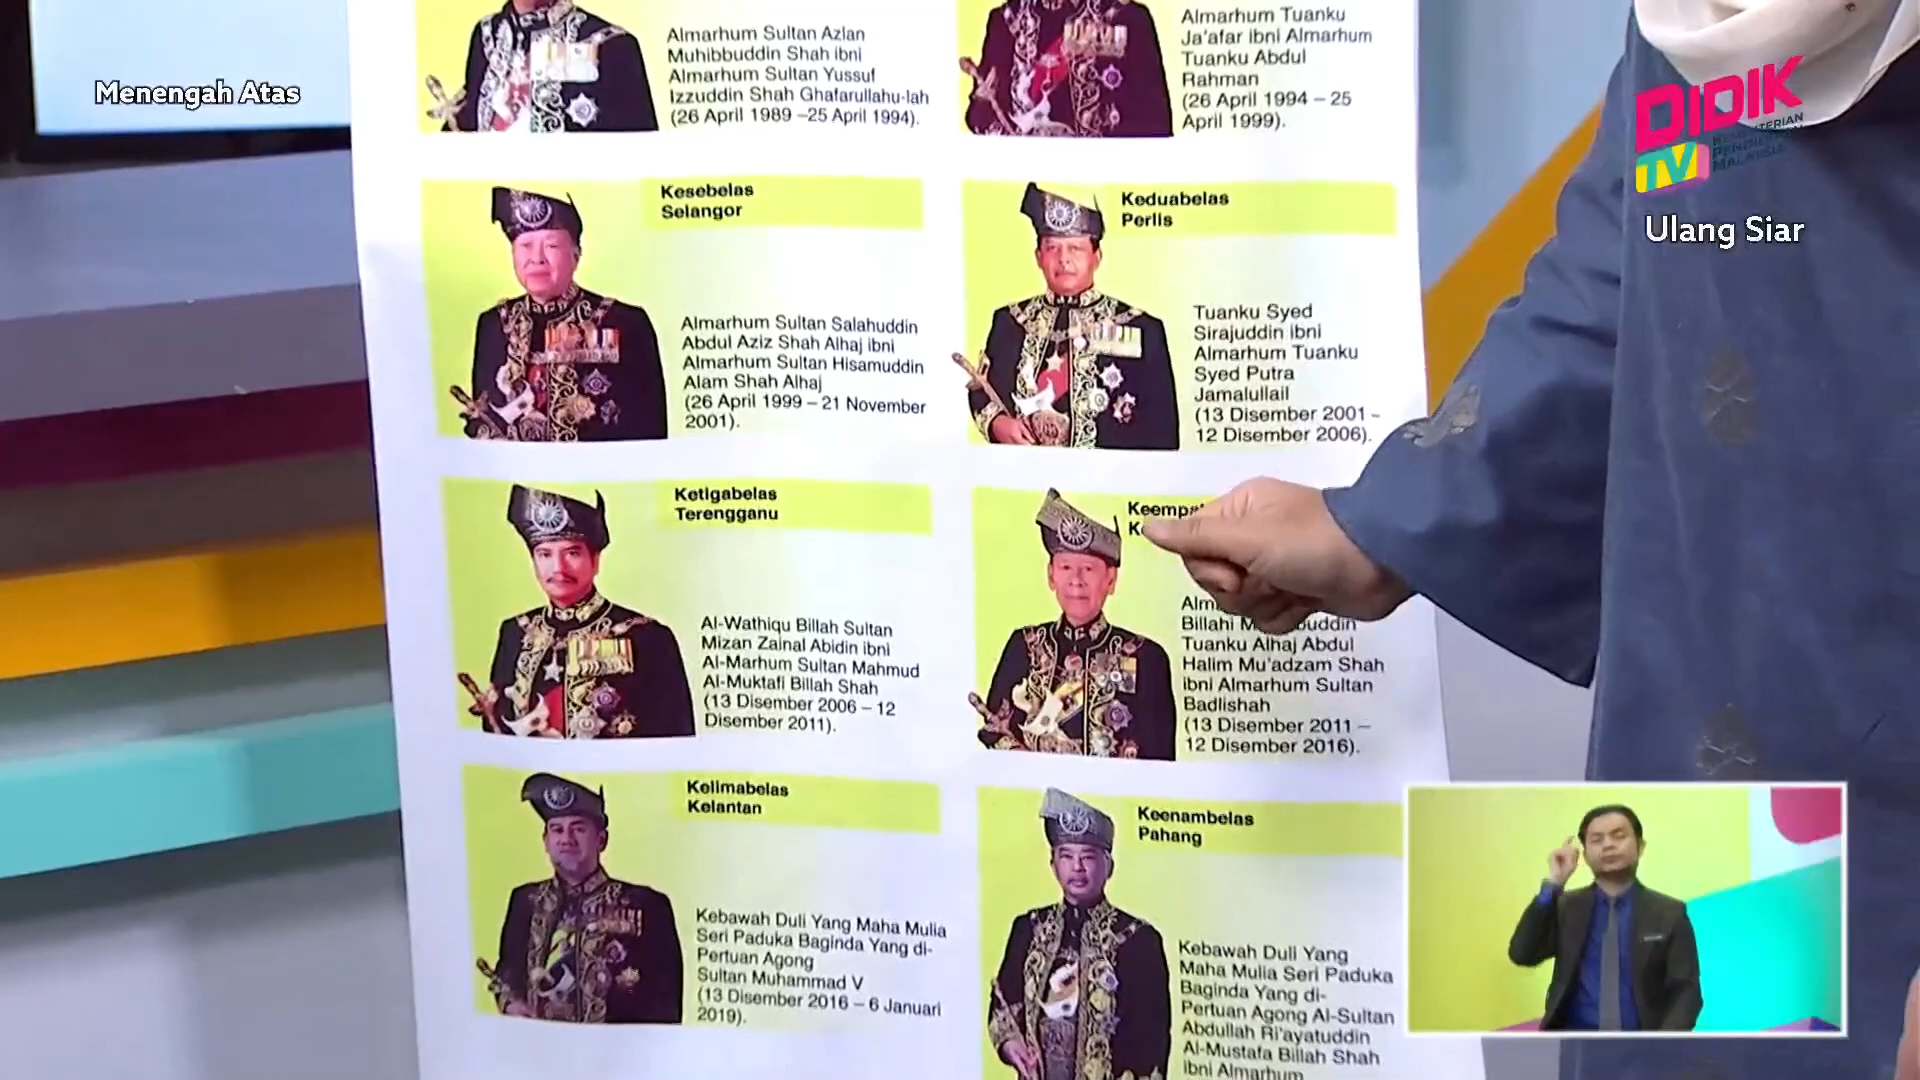 Menengah Atas
Almarhum Sultan Azlan
Muhibbuddin Shah ibni
Almarhum Sultan Yussuf
Izzuddin Shah Ghafarullahu-lah
(26 April 1989 –25 April 1994).
Almarhum Tuanku
Ja'afar ibni Almarhum
Tuanku Abdul
Rahman
(26 April 1994 – 25
April 1999).
DIDIK
TV
KEMENTERIAN
PENDIDIKAN
MALAYSIA
Ulang Siar
Kesebelas
Selangor
Almarhum Sultan Salahuddin
Abdul Aziz Shah Alhaj ibni
Almarhum Sultan Hisamuddin
Alam Shah Alhaj
(26 April 1999 – 21 November
2001).
Keduabelas
Perlis
Tuanku Syed
Sirajuddin ibni
Almarhum Tuanku
Syed Putra
Jamalullail
(13 Disember 2001 –
12 Disember 2006).
Ketigabelas
Terengganu
Al-Wathiqu Billah Sultan
Mizan Zainal Abidin ibni
Al-Marhum Sultan Mahmud
Al-Muktafi Billah Shah
(13 Disember 2006 – 12
Disember 2011).
Billahi
Tuanku Alhaj Abdul
Halim Mu'adzam Shah
ibni Almarhum Sultan
Badlishah
(13 Disember 2011 –
12 Disember 2016).
Kelimabelas
Kelantan
Kebawah Duli Yang Maha Mulia
Seri Paduka Baginda Yang di-
Pertuan Agong
Sultan Muhammad V
(13 Disember 2016 – 6 Januari
2019).
Keenambelas
Pahang
Kebawah Duli Yang
Maha Mulia Seri Paduka
Baginda Yang di-
Pertuan Agong Al-Sultan
Abdullah Ri'ayatuddin
Al-Mustafa Billah Shah
ibni Almarhum